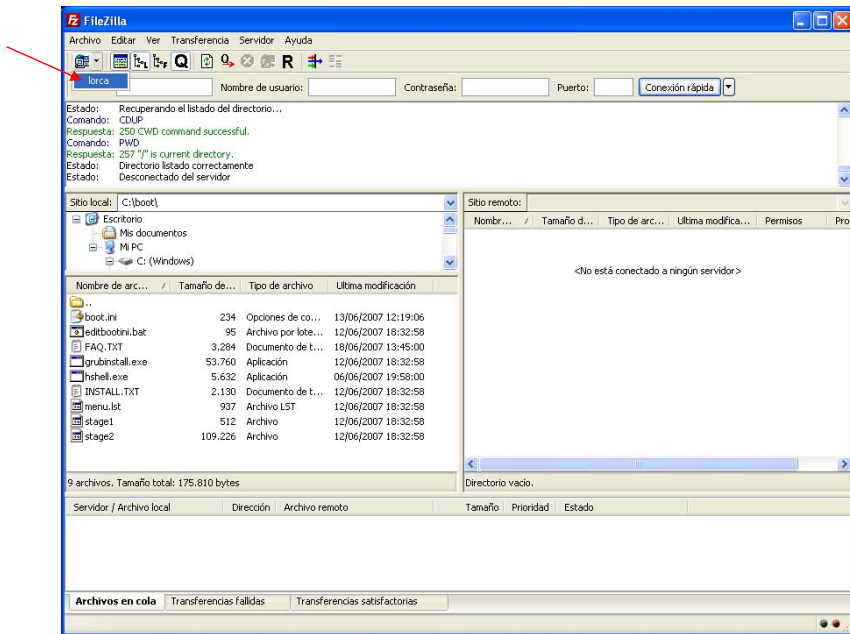 FileZilla
Archivo Editar Ver Transferencia Servidor Ayuda
lorca
Nombre de usuario: Contraseña: Puerto: Conexión rápida
Estado: Recuperando el listado del directorio...
Comando: CDUP
Respuesta: 250 CWD command successful.
Comando: PWD
Respuesta: 257 "/" is current directory.
Estado: Directorio listado correctamente
Estado: Desconectado del servidor
Sitio local: C:\boot\
Escritorio
Mis documentos
Mi PC
C: (Windows)
Nombre de arc... Tamaño de... Tipo de archivo Ultima modificación
..
boot.ini 234 Opciones de co... 13/06/2007 12:19:06
editbootini.bat 95 Archivo por lote... 12/06/2007 18:32:58
FAQ.TXT 3.284 Documento de t... 18/06/2007 13:45:00
grubinstall.exe 53.760 Aplicación 12/06/2007 18:32:58
hshell.exe 5.632 Aplicación 06/06/2007 19:58:00
INSTALL.TXT 2.130 Documento de t... 12/06/2007 18:32:58
menu.lst 937 Archivo LST 12/06/2007 18:32:58
stage1 512 Archivo 12/06/2007 18:32:58
stage2 109.226 Archivo 12/06/2007 18:32:58
9 archivos. Tamaño total: 175.810 bytes
Sitio remoto:
Nombr... Tamaño d... Tipo de arc... Ultima modifica... Permisos Pro
<No está conectado a ningún servidor>
Directorio vacío.
Servidor / Archivo local Dirección Archivo remoto Tamaño Prioridad Estado
Archivos en cola Transferencias fallidas Transferencias satisfactorias